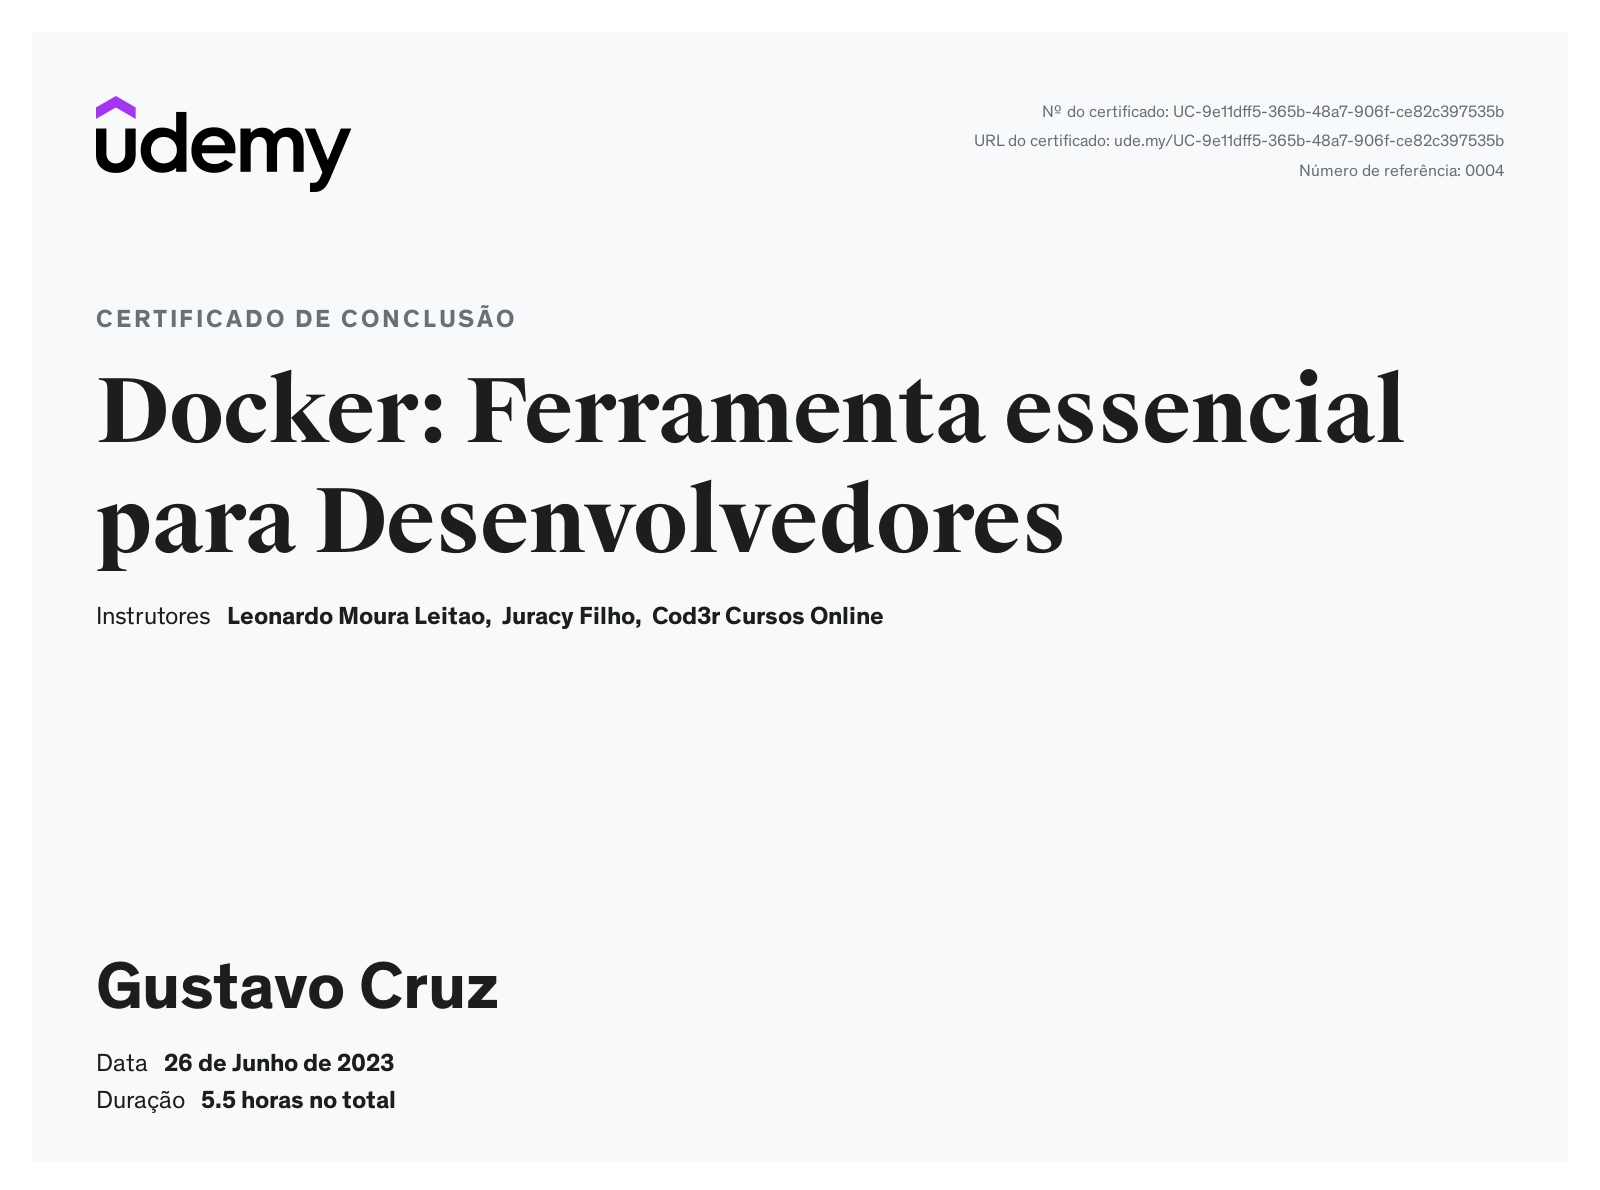 udemy
Nº do certificado: UC-9e11dff5-365b-48a7-906f-ce82c397535b
URL do certificado: ude.my/UC-9e11dff5-365b-48a7-906f-ce82c397535b
Número de referência: 0004
CERTIFICADO DE CONCLUSÃO
Docker: Ferramenta essencial
para Desenvolvedores
Instrutores Leonardo Moura Leitao, Juracy Filho, Cod3r Cursos Online
Gustavo Cruz
Data 26 de Junho de 2023
Duração 5.5 horas no total